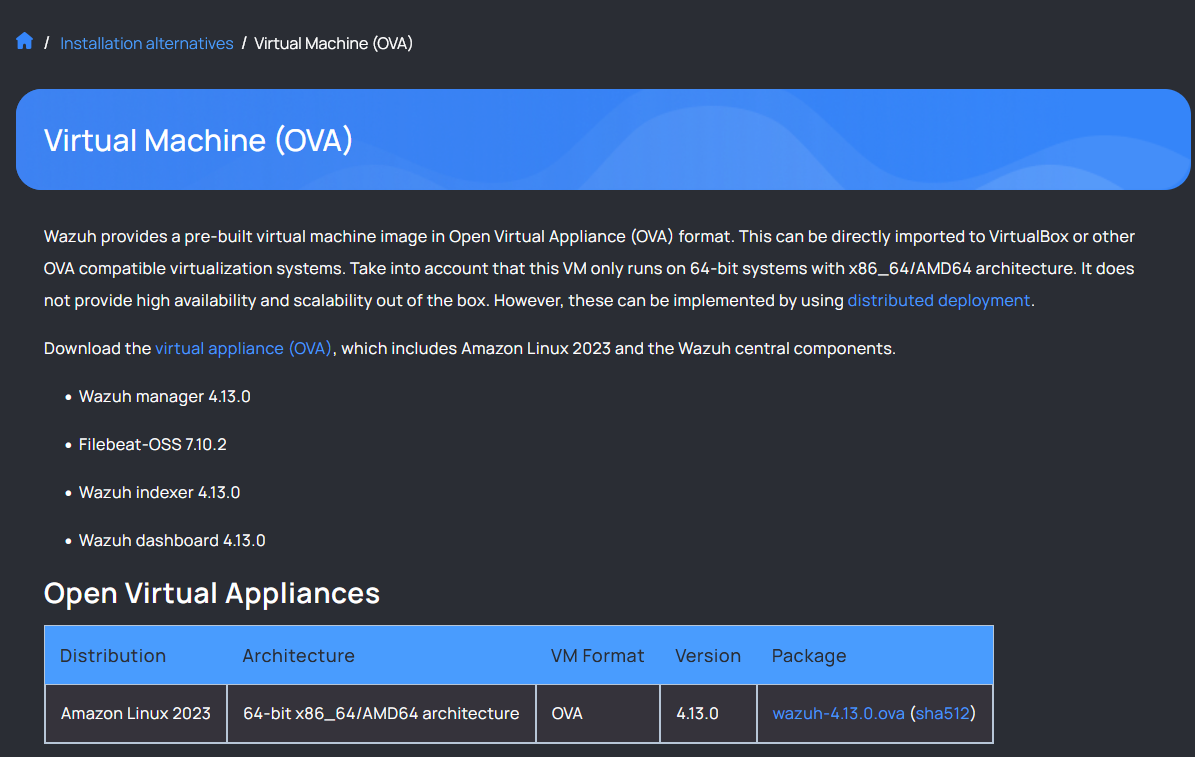 / Installation alternatives / Virtual Machine (OVA)
Virtual Machine (OVA)
Wazuh provides a pre-built virtual machine image in Open Virtual Appliance (OVA) format. This can be directly imported to VirtualBox or other
OVA compatible virtualization systems. Take into account that this VM only runs on 64-bit systems with x86_64/AMD64 architecture. It does
not provide high availability and scalability out of the box. However, these can be implemented by using distributed deployment.
Download the virtual appliance (OVA), which includes Amazon Linux 2023 and the Wazuh central components.
• Wazuh manager 4.13.0
• Filebeat-OSS 7.10.2
• Wazuh indexer 4.13.0
• Wazuh dashboard 4.13.0
Open Virtual Appliances
Distribution Architecture VM Format Version Package
Amazon Linux 2023 64-bit x86_64/AMD64 architecture OVA 4.13.0 wazuh-4.13.0.ova (sha512)